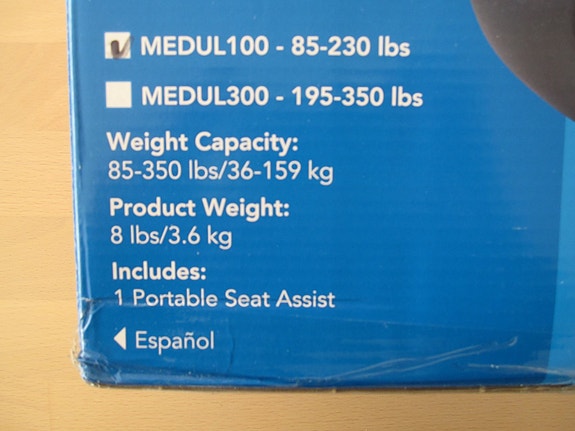 MEDUL100 - 85-230 lbs
MEDUL300 - 195-350 lbs
Weight Capacity:
85-350 lbs/36-159 kg
Product Weight:
8 lbs/3.6 kg
Includes:
1 Portable Seat Assist
Español